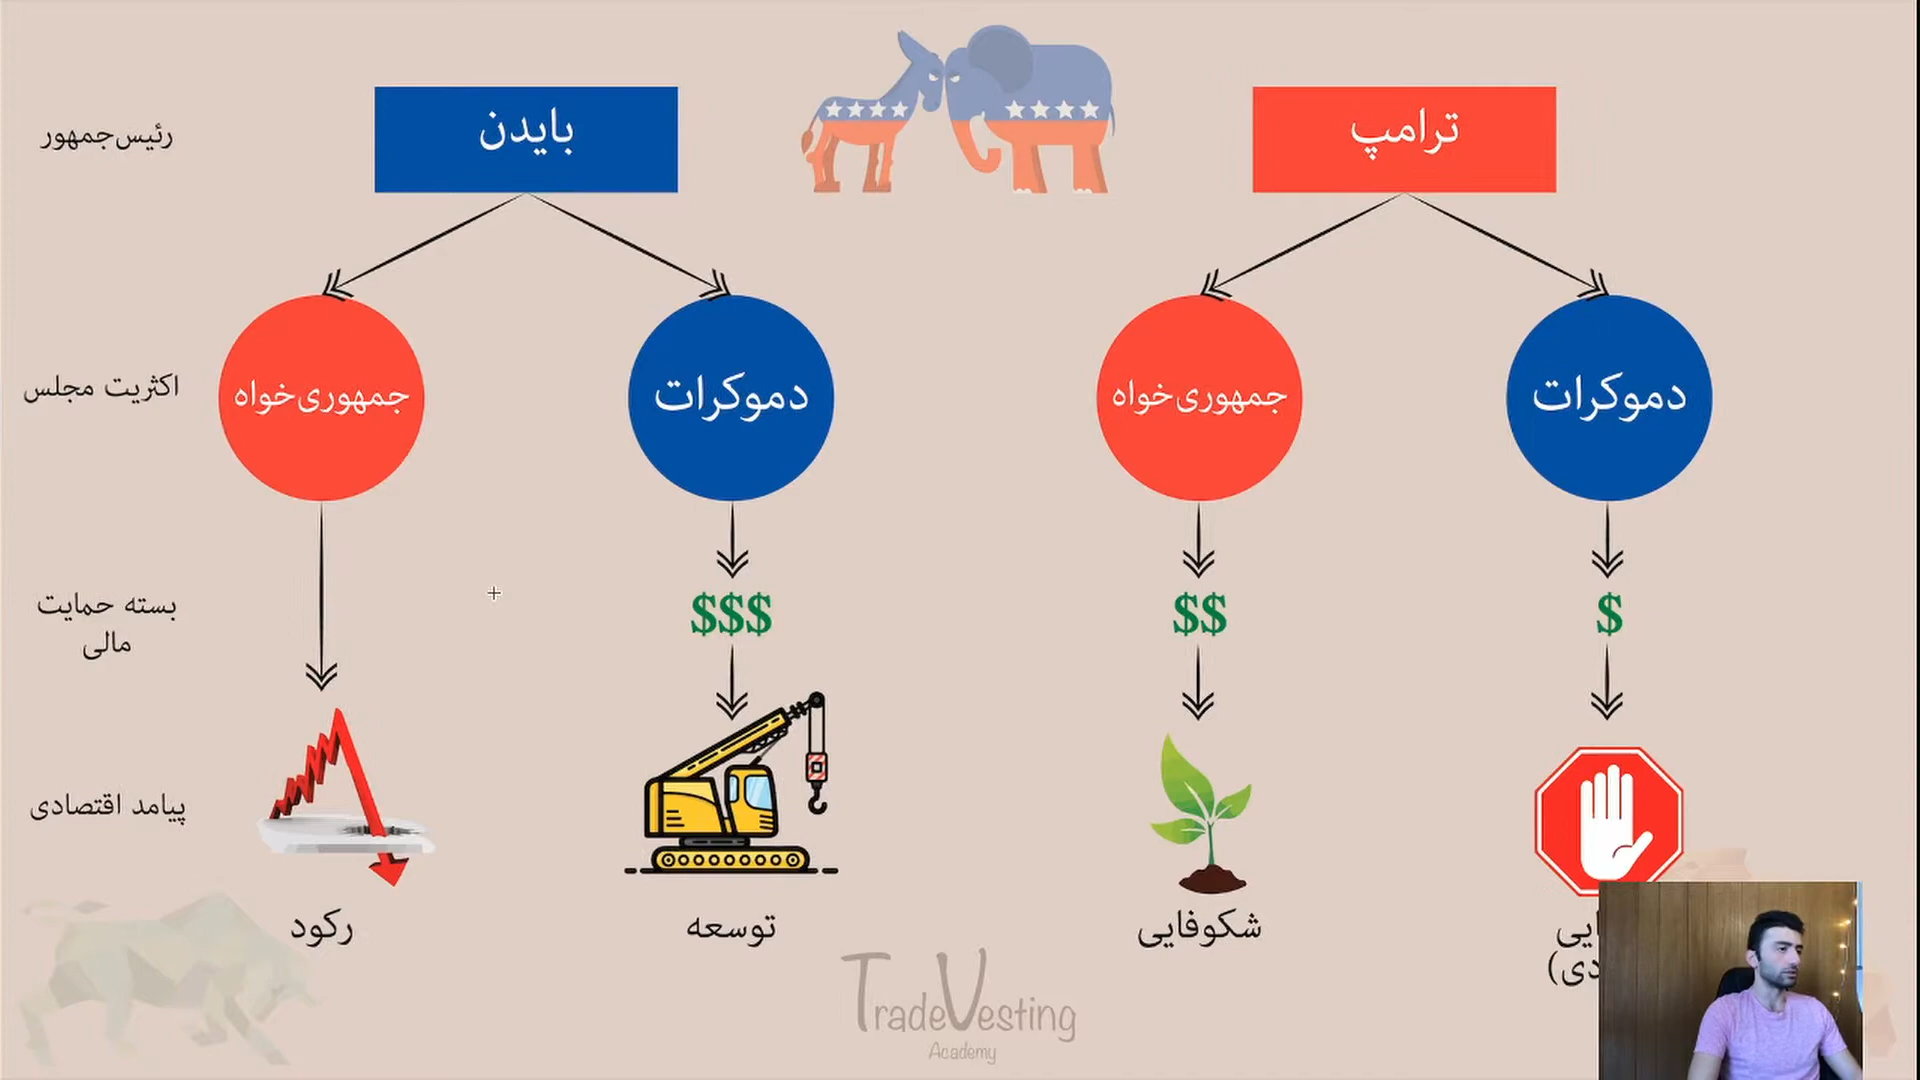 رئیس‌جمهور
بایدن
ترامپ
اکثریت مجلس
جمهوری‌خواه
دموکرات
جمهوری‌خواه
دموکرات
بسته حمایت
مالی
$$$
$$
$
پیامد اقتصادی
رکود
توسعه
شکوفایی
TradeVesting
Academy